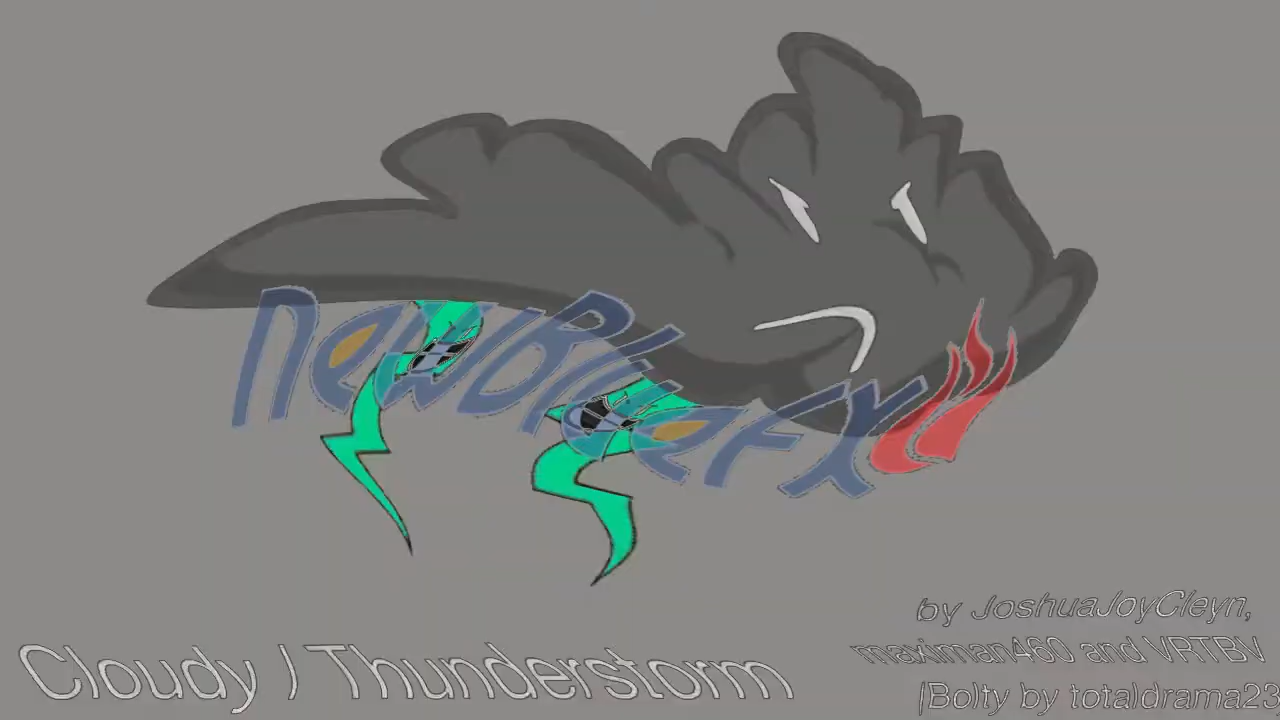 newBlueFX
Cloudy / Thunderstorm
by JoshuaJoyCleyn,
maximan460 and VRTBV
|Bolty by totaldrama23